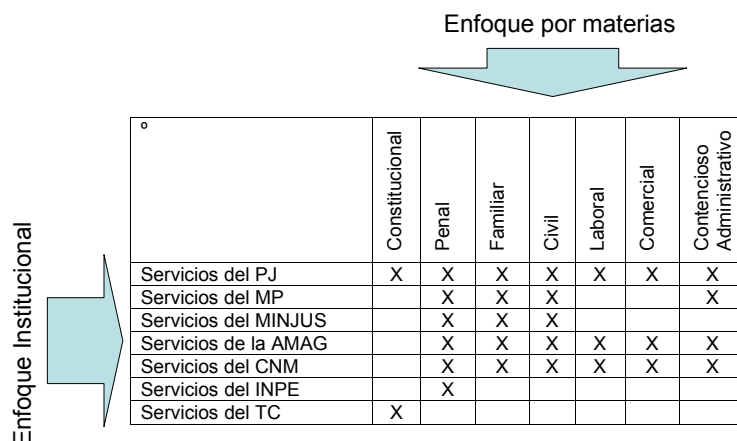 Enfoque por materias
Enfoque Institucional
º
Constitucional
Penal
Familiar
Civil
Laboral
Comercial
Contencioso
Administrativo
Servicios del PJ X X X X X X X
Servicios del MP X X X X
Servicios del MINJUS X X X
Servicios de la AMAG X X X X X X
Servicios del CNM X X X X X X
Servicios del INPE X
Servicios del TC X